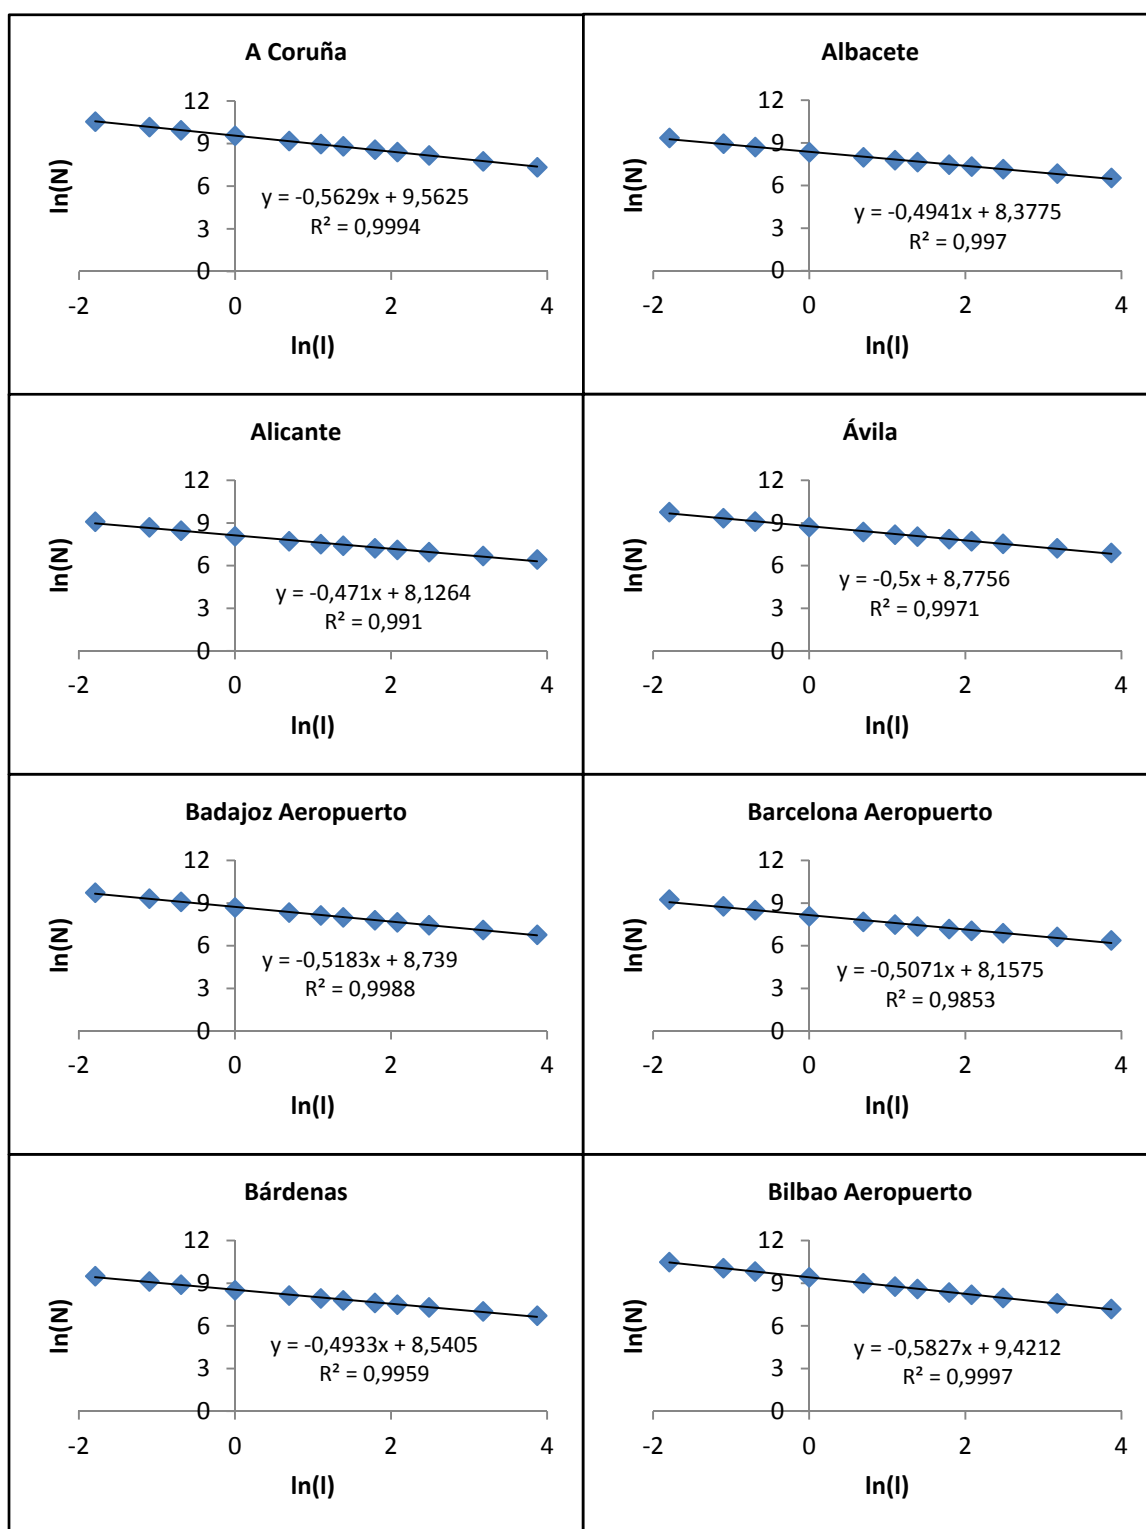 A Coruña
12
9
6
3
0
-2 0 2 4
ln(N)
ln(l)
y = -0,5629x + 9,5625
R² = 0,9994
Albacete
12
9
6
3
0
-2 0 2 4
ln(N)
ln(l)
y = -0,4941x + 8,3775
R² = 0,997
Alicante
12
9
6
3
0
-2 0 2 4
ln(N)
ln(l)
y = -0,471x + 8,1264
R² = 0,991
Ávila
12
9
6
3
0
-2 0 2 4
ln(N)
ln(l)
y = -0,5x + 8,7756
R² = 0,9971
Badajoz Aeropuerto
12
9
6
3
0
-2 0 2 4
ln(N)
ln(l)
y = -0,5183x + 8,739
R² = 0,9988
Barcelona Aeropuerto
12
9
6
3
0
-2 0 2 4
ln(N)
ln(l)
y = -0,5071x + 8,1575
R² = 0,9853
Bárdenas
12
9
6
3
0
-2 0 2 4
ln(N)
ln(l)
y = -0,4933x + 8,5405
R² = 0,9959
Bilbao Aeropuerto
12
9
6
3
0
-2 0 2 4
ln(N)
ln(l)
y = -0,5827x + 9,4212
R² = 0,9997